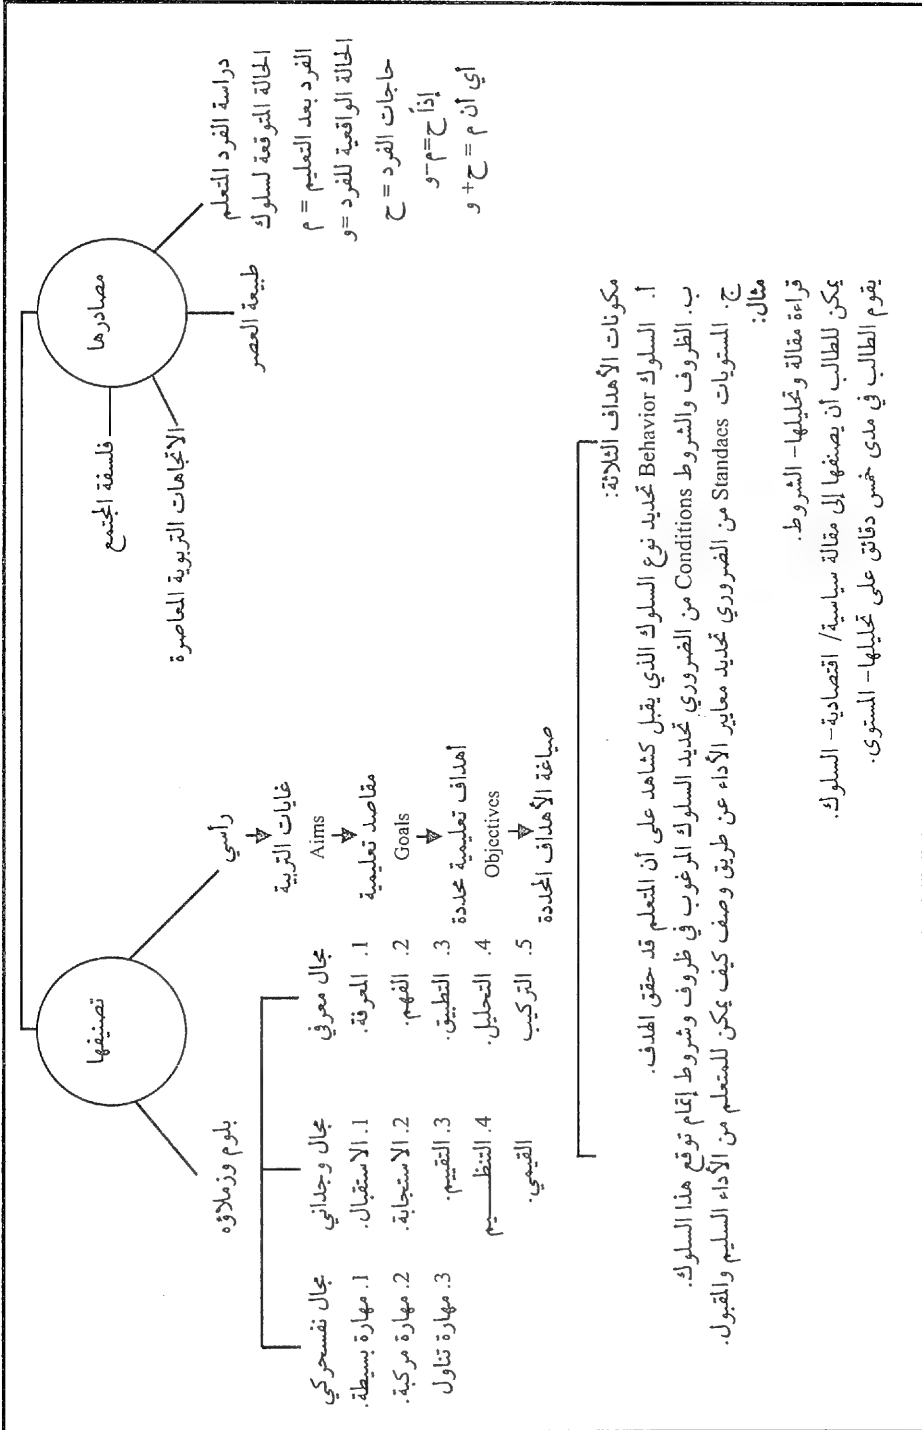 مصادرها
دراسة الفرد المتعلم
الحالة المتوقعة لسلوك
الفرد بعد التعليم = م
الحالة الواقعية للفرد =و
حاجات الفرد = ح
إذاً ح=م-و
أي أن م = ح+ و
طبيعة العصر
الاتجاهات التربوية المعاصرة
فلسفة المجتمع
تصنيفها
رأسي
غايات التربية
Aims
مقاصد تعليمية
Goals
أهداف تعليمية محددة
Objectives
صياغة الأهداف المحددة
بلوم وزملاؤه
مجال معرفي
1. المعرفة.
2. الفهم.
3. التطبيق.
4. التحليل.
5. التركيب
مجال وجداني
1. الاستقبال.
2. الاستجابة.
3. التقييم.
4. التنظـــــيم
القيمي.
مجال نفسحركي
1. مهارة بسيطة.
2. مهارة مركبة.
3. مهارة تناول
مكونات الأهداف الثلاثة:
أ. السلوك Behavior تحديد نوع السلوك الذي يقبل كشاهد على أن المتعلم قد حقق الهدف.
ب. الظروف والشروط Conditions من الضروري تحديد السلوك المرغوب في ظروف وشروط إتمام توقع هذا السلوك.
ج. المستويات Standacs من الضروري تحديد معايير الأداء عن طريق وصف كيف يمكن للمتعلم من الأداء السليم والمقبول.
مثال:
قراءة مقالة وتحليلها- الشروط.
يمكن للطالب أن يصنفها إلى مقالة سياسية/ اقتصادية- السلوك.
يقوم الطالب في مدى خمس دقائق على تحليلها- المستوى.